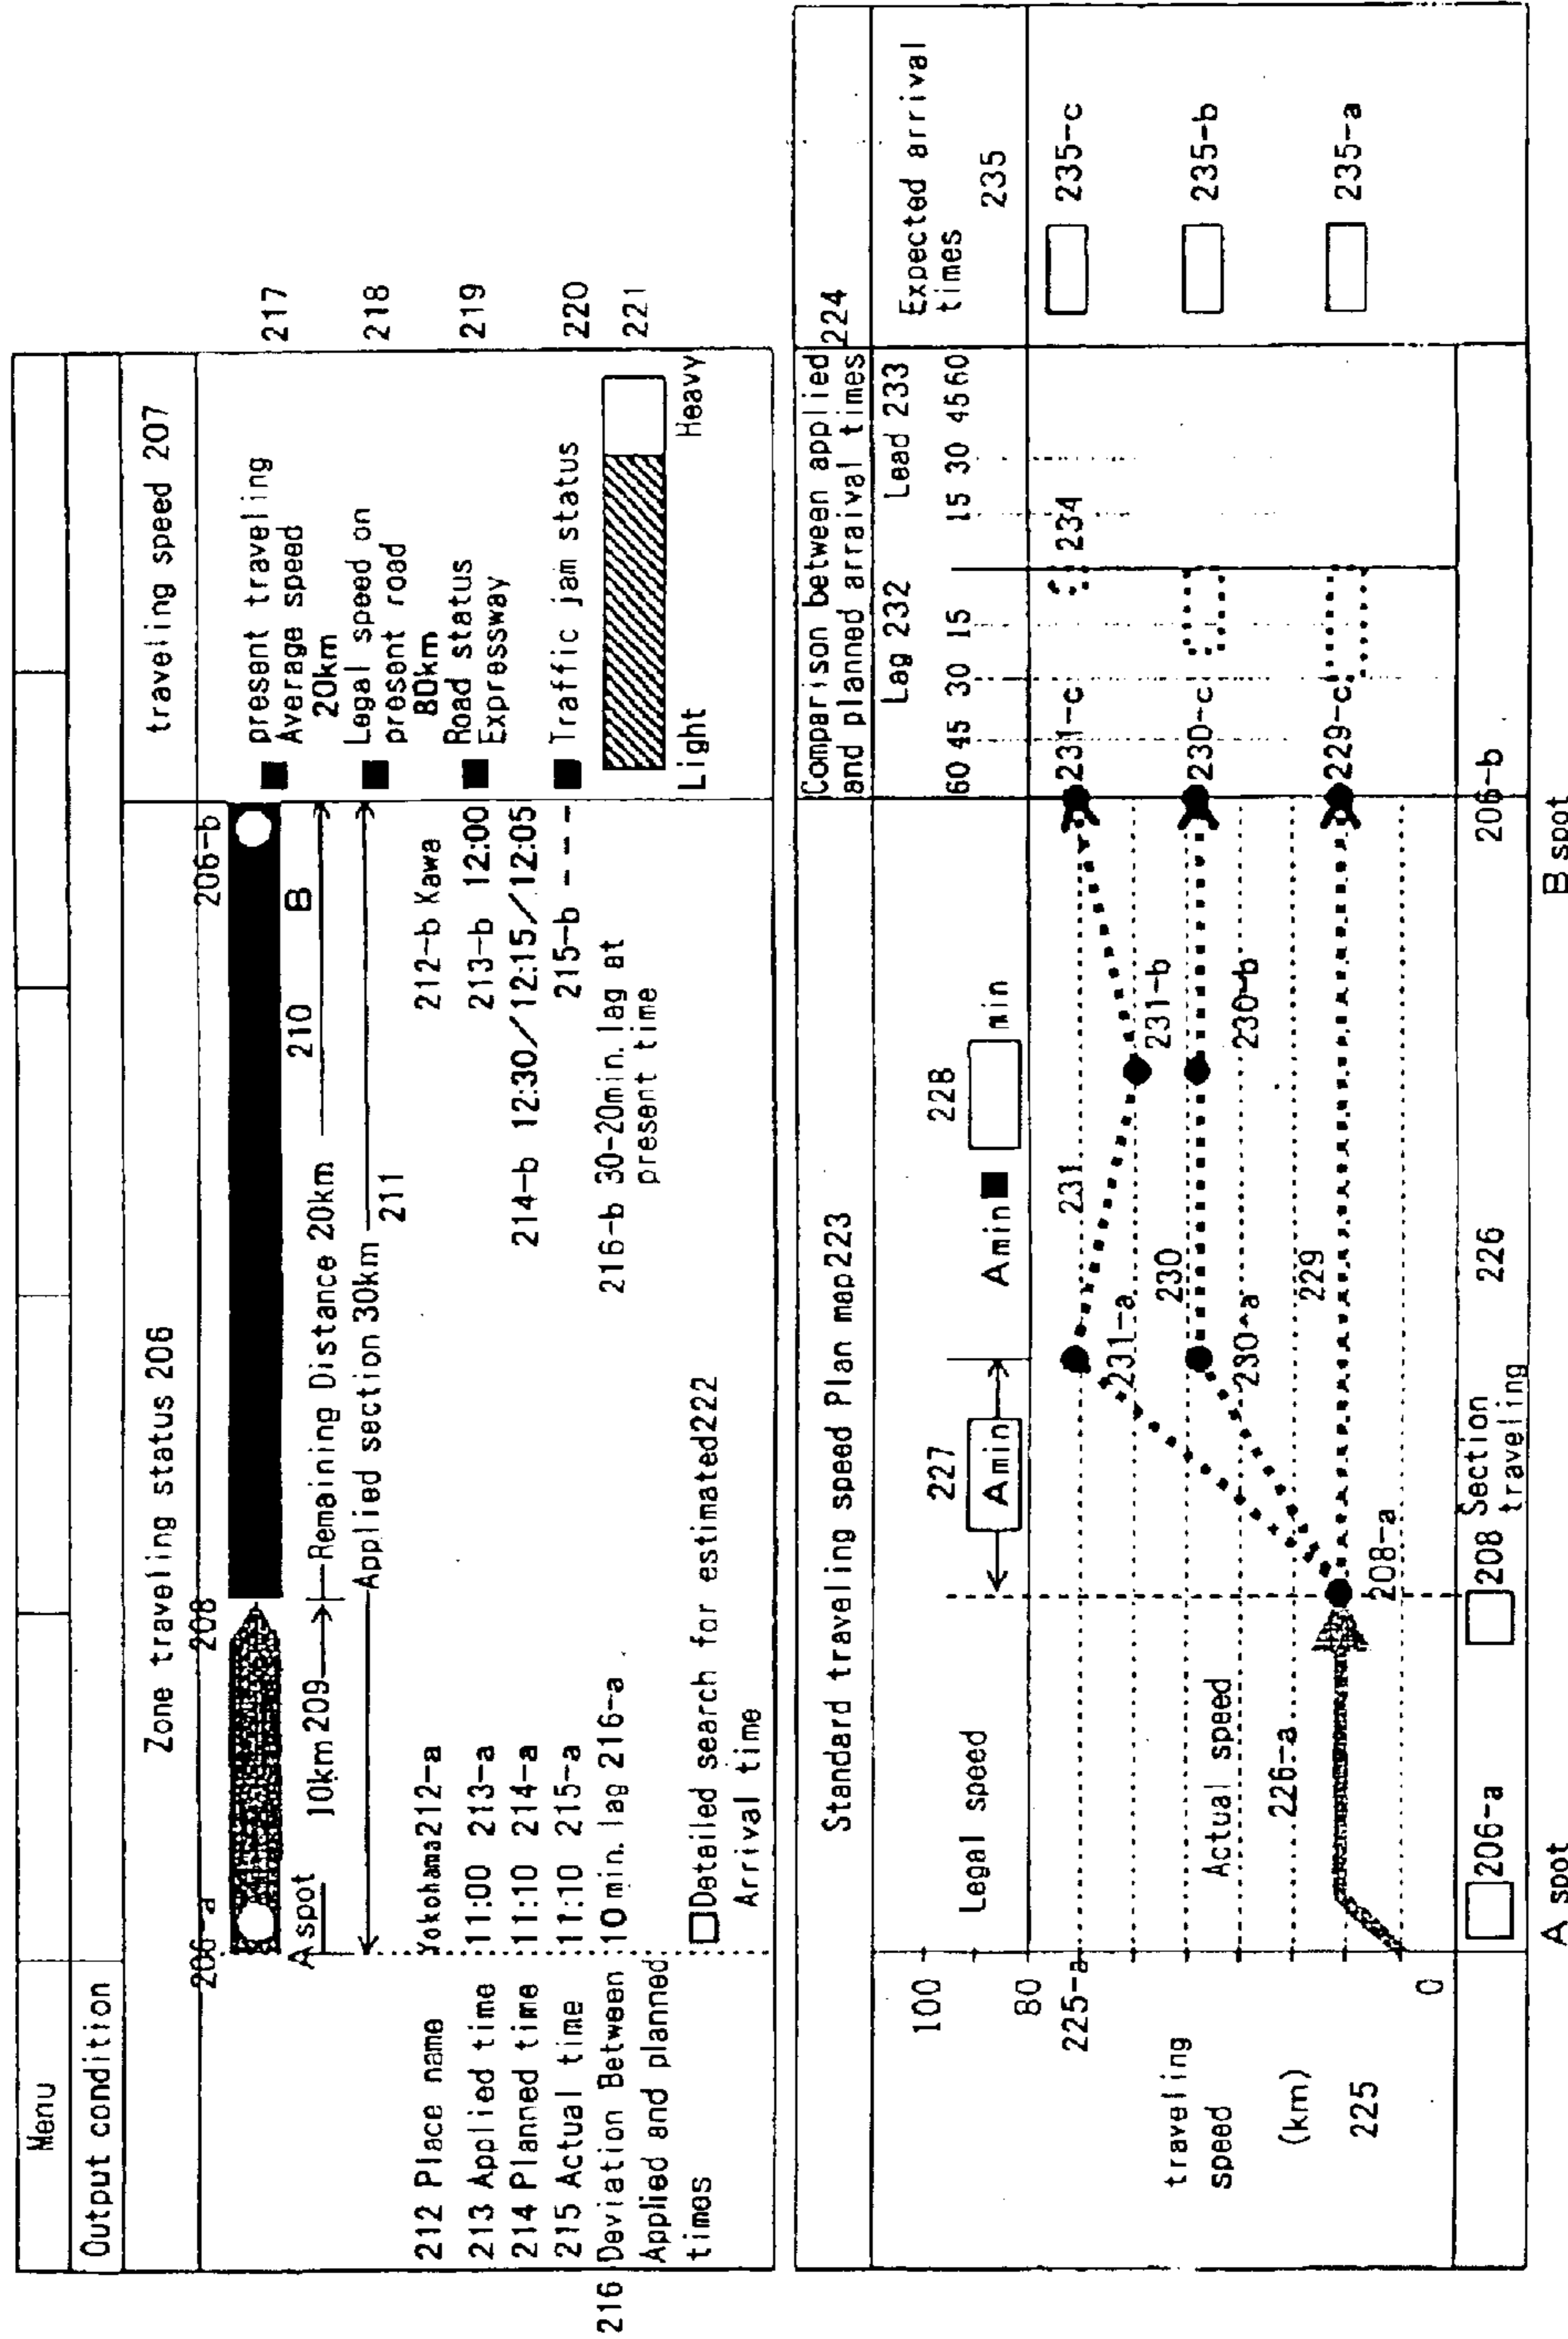 Menu
Output condition
Zone traveling status 206
traveling speed 207
206-a
208
206-b
A spot
10km 209
Remaining Distance 20km
210
B
Applied section 30km
211
212 Place name
Yokohama 212-a
212-b Kawa
213 Applied time
11:00 213-a
213-b 12:00
214 Planned time
11:10 214-a
214-b 12:30/12:15/12:05
215 Actual time
11:10 215-a
215-b ---
216 Deviation Between
Applied and planned
times
10min. lag 216-a
216-b 30-20min. lag at
present time
□Detailed search for estimated222
Arrival time
■ present traveling
Average speed
20km
217
■ Legal speed on
present road
80km
218
■ Road status
Expressway
219
■ Traffic jam status
220
221
Light
Heavy
Standard traveling speed Plan map223
Comparison between applied
and planned arraival times
224
Legal speed
227
Amin
Amin ■
228
min
Lag 232
Lead 233
60 45 30 15
15 30 45 60
Expected arrival
times
235
100
80
225-a
0
traveling
speed
(km)
225
Actual speed
226-a
231
231-a
231-b
231-c
234
235-c
230
230-a
230-b
230-c
235-b
229
229-c
235-a
208-a
206-a
208 Section
traveling
226
206-b
A spot
B spot